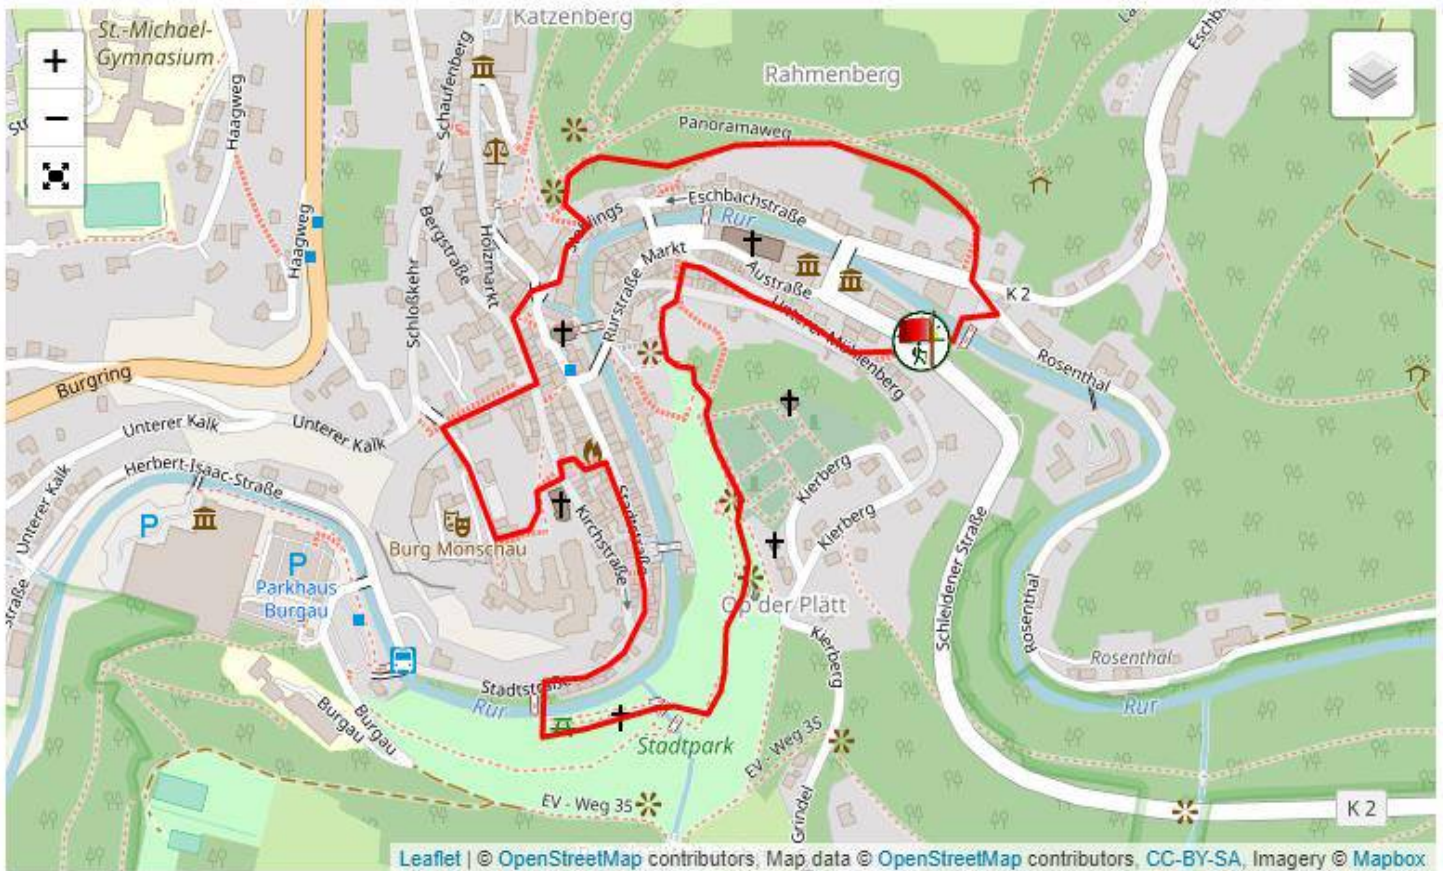 Katzenberg
St.-Michael-
Gymnasium
Haagweg
Schaufenberg
Rahmenberg
Panoramaweg
Eschbachstraße
Rur
Haagweg
Bergstraße
Holzmarkt
Schloßkehr
Markt
Rurstraße
Austraße
Unterer Mühlenberg
K 2
Rosenthal
Burgring
Unterer Kalk
Unterer Kalk
Herbert-Isaac-Straße
Unterer Kalk
P
P
Parkhaus
Burgau
Burg Monschau
Kirchstraße
Stadtstraße
Kierberg
Kierberg
Op der Plätt
Kierberg
Schleidener Straße
Rosenthal
Rosenthal
Rur
Stadtstraße
Rur
Burgau
Burgau
Stadtpark
EV - Weg 35
EV - Weg 35
Grindel
K 2
Leaflet | © OpenStreetMap contributors, Map data © OpenStreetMap contributors, CC-BY-SA, Imagery © Mapbox